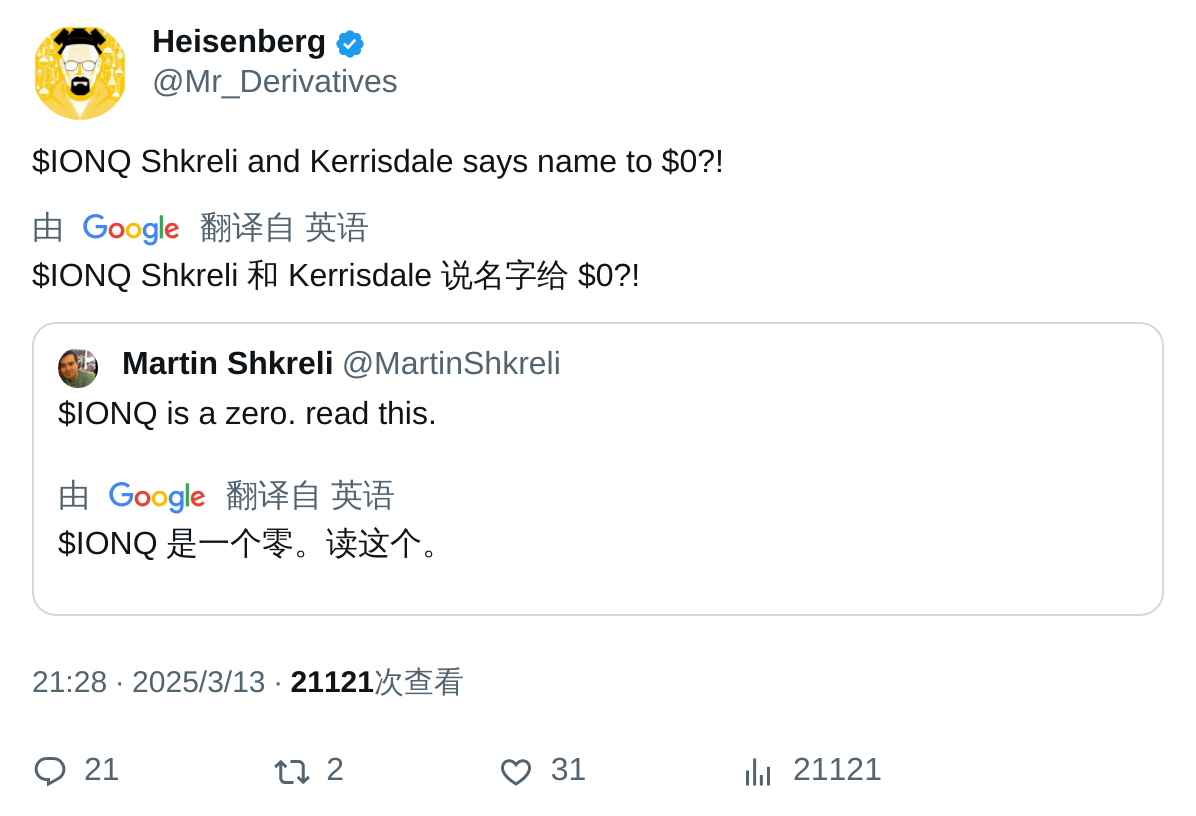 Heisenberg
@Mr_Derivatives
$IONQ Shkreli and Kerrisdale says name to $0?!
由 Google 翻译自 英语
$IONQ Shkreli 和 Kerrisdale 说名字给 $0?!
Martin Shkreli @MartinShkreli
$IONQ is a zero. read this.
由 Google 翻译自 英语
$IONQ 是一个零。读这个。
21:28 · 2025/3/13 · 21121次查看
21 2 31 21121